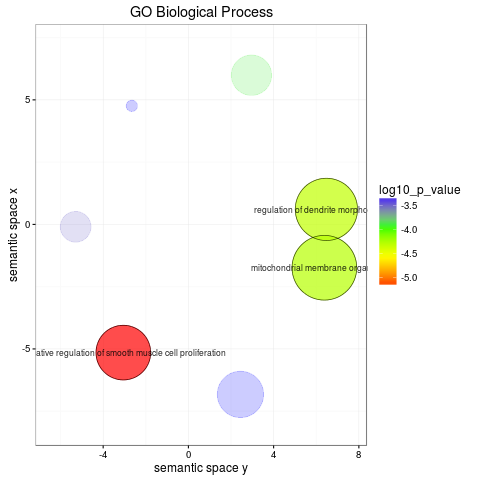 GO Biological Process
5
0
-5
semantic space x
regulation of dendrite morpho
mitochondrial membrane orga
ative regulation of smooth muscle cell proliferation
-4
0
4
8
semantic space y
log10_p_value
-3.5
-4.0
-4.5
-5.0